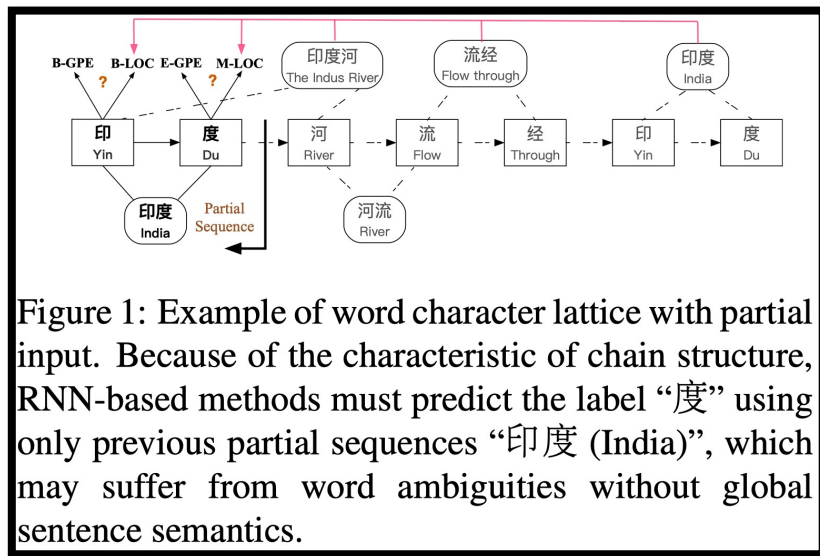 印度河
The Indus River
流经
Flow through
印度
India
B-GPE B-LOC E-GPE M-LOC
? ?
印 度 河 流 经 印 度
Yin Du River Flow Through Yin Du
印度
India
Partial
Sequence
河流
River
Figure 1: Example of word character lattice with partial
input. Because of the characteristic of chain structure,
RNN-based methods must predict the label “度” using
only previous partial sequences “印度 (India)”, which
may suffer from word ambiguities without global
sentence semantics.